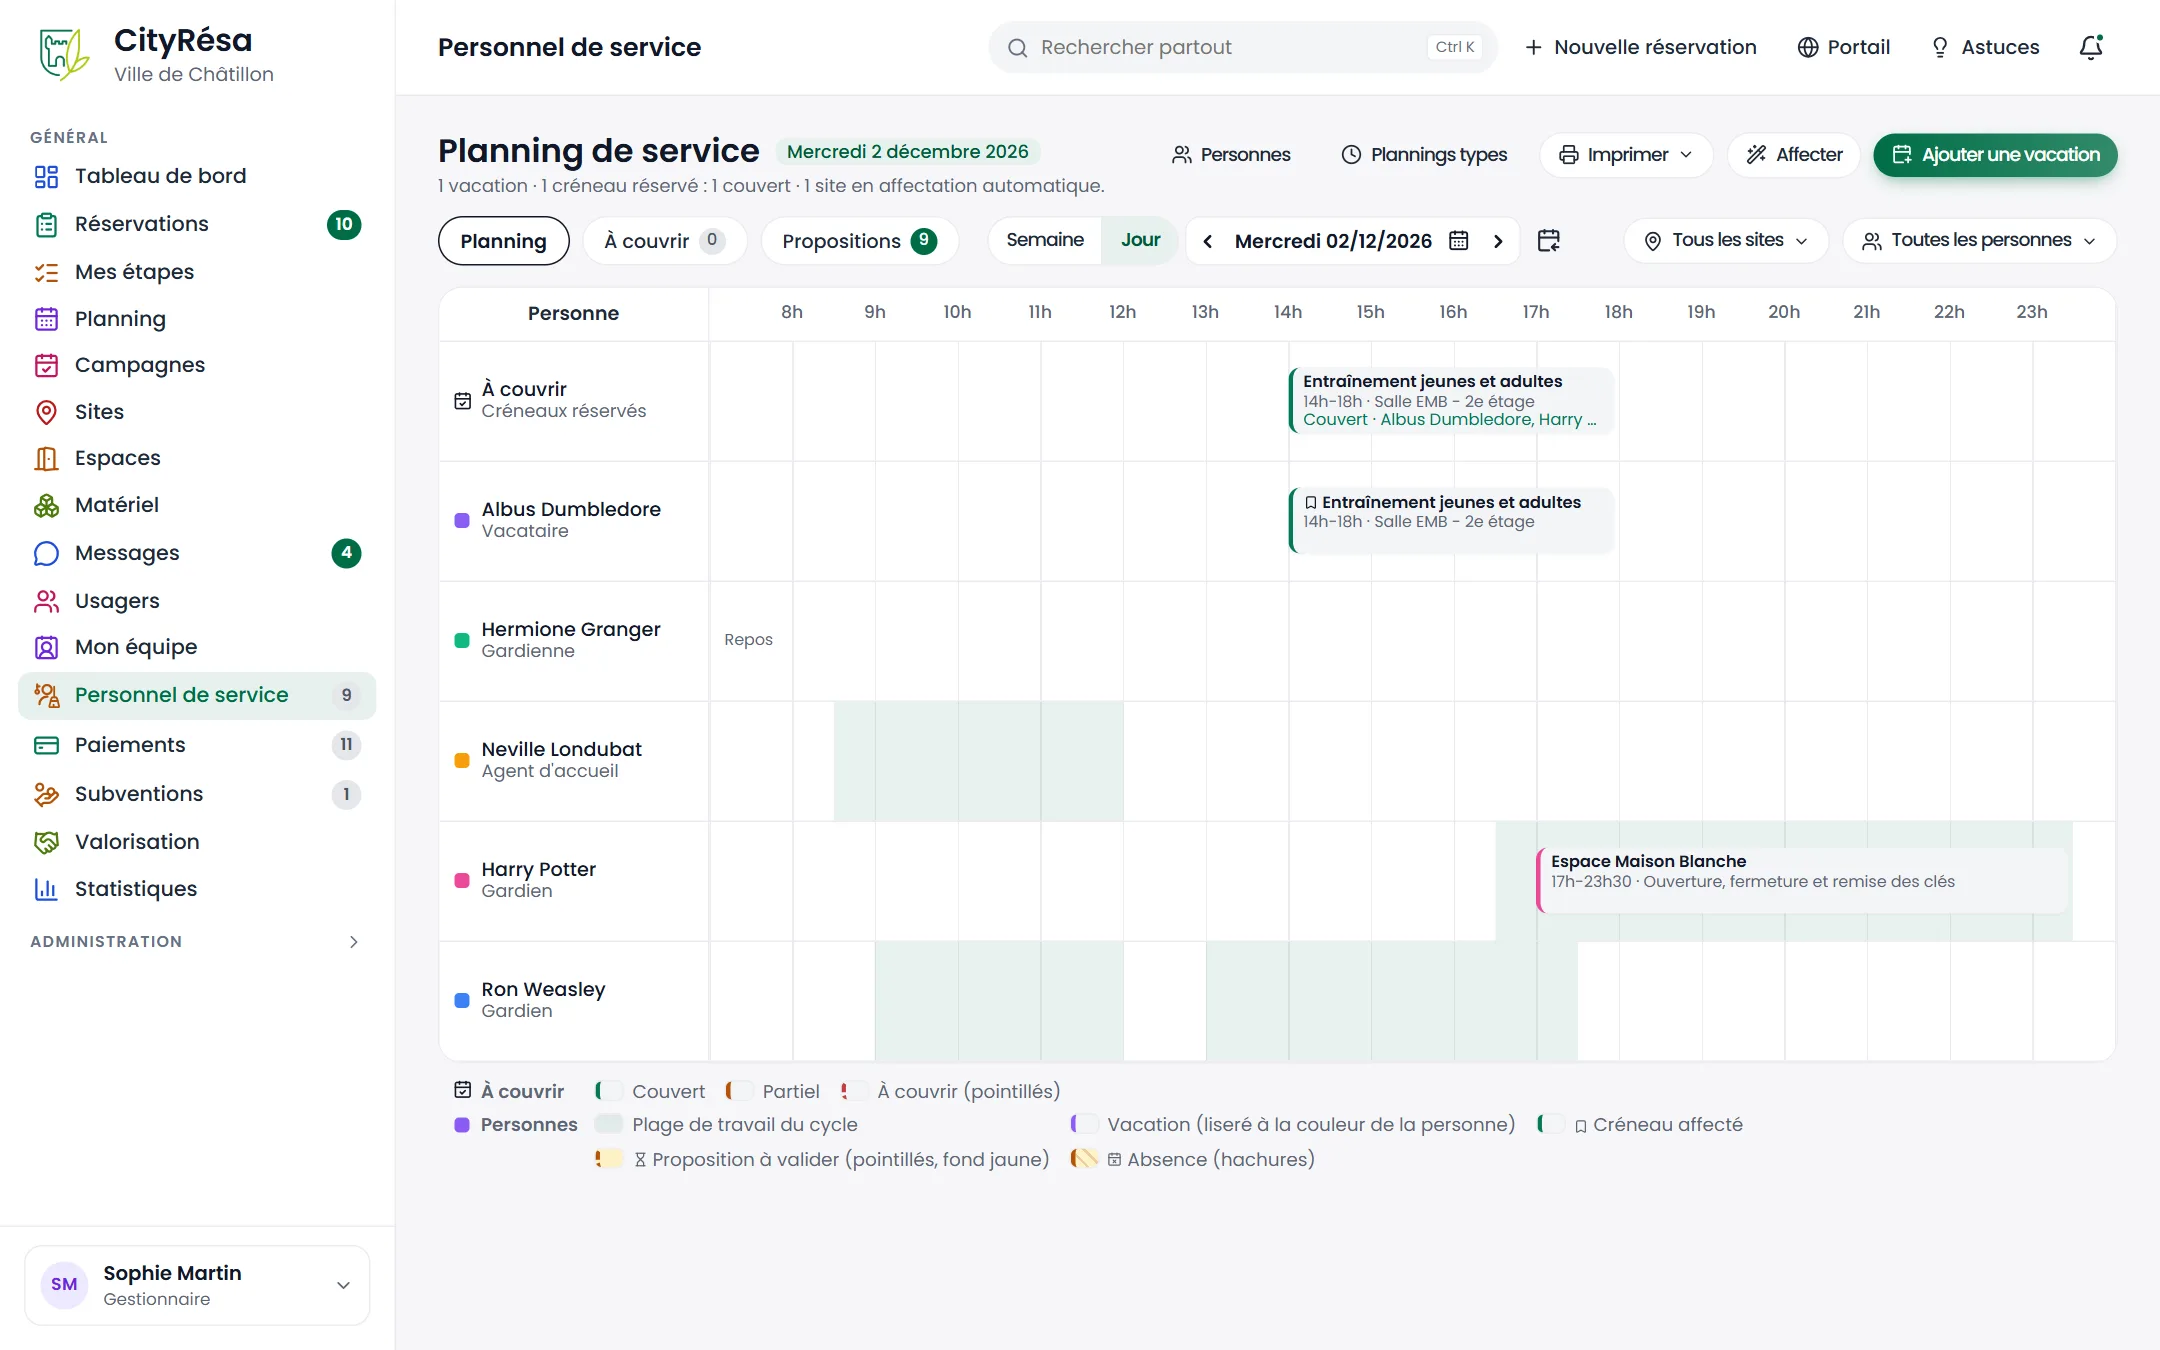 CityRésa
Ville de Châtillon
GÉNÉRAL
Tableau de bord
Réservations 10
Mes étapes
Planning
Campagnes
Sites
Espaces
Matériel
Messages 4
Usagers
Mon équipe
Personnel de service 9
Paiements 11
Subventions 1
Valorisation
Statistiques
ADMINISTRATION
SM
Sophie Martin
Gestionnaire
Personnel de service
Rechercher partout Ctrl K
Nouvelle réservation
Portail
Astuces
Planning de service Mercredi 2 décembre 2026
1 vacation · 1 créneau réservé : 1 couvert · 1 site en affectation automatique.
Personnes
Plannings types
Imprimer
Affecter
Ajouter une vacation
Planning
À couvrir 0
Propositions 9
Semaine Jour
Mercredi 02/12/2026
Tous les sites
Toutes les personnes
Personne 8h 9h 10h 11h 12h 13h 14h 15h 16h 17h 18h 19h 20h 21h 22h 23h
À couvrir
Créneaux réservés
Entraînement jeunes et adultes
14h-18h · Salle EMB - 2e étage
Couvert · Albus Dumbledore, Harry ...
Albus Dumbledore
Vacataire
Entraînement jeunes et adultes
14h-18h · Salle EMB - 2e étage
Hermione Granger
Gardienne
Repos
Neville Londubat
Agent d'accueil
Harry Potter
Gardien
Espace Maison Blanche
17h-23h30 · Ouverture, fermeture et remise des clés
Ron Weasley
Gardien
À couvrir Couvert Partiel À couvrir (pointillés)
Personnes Plage de travail du cycle Vacation (liseré à la couleur de la personne) Créneau affecté
Proposition à valider (pointillés, fond jaune) Absence (hachures)